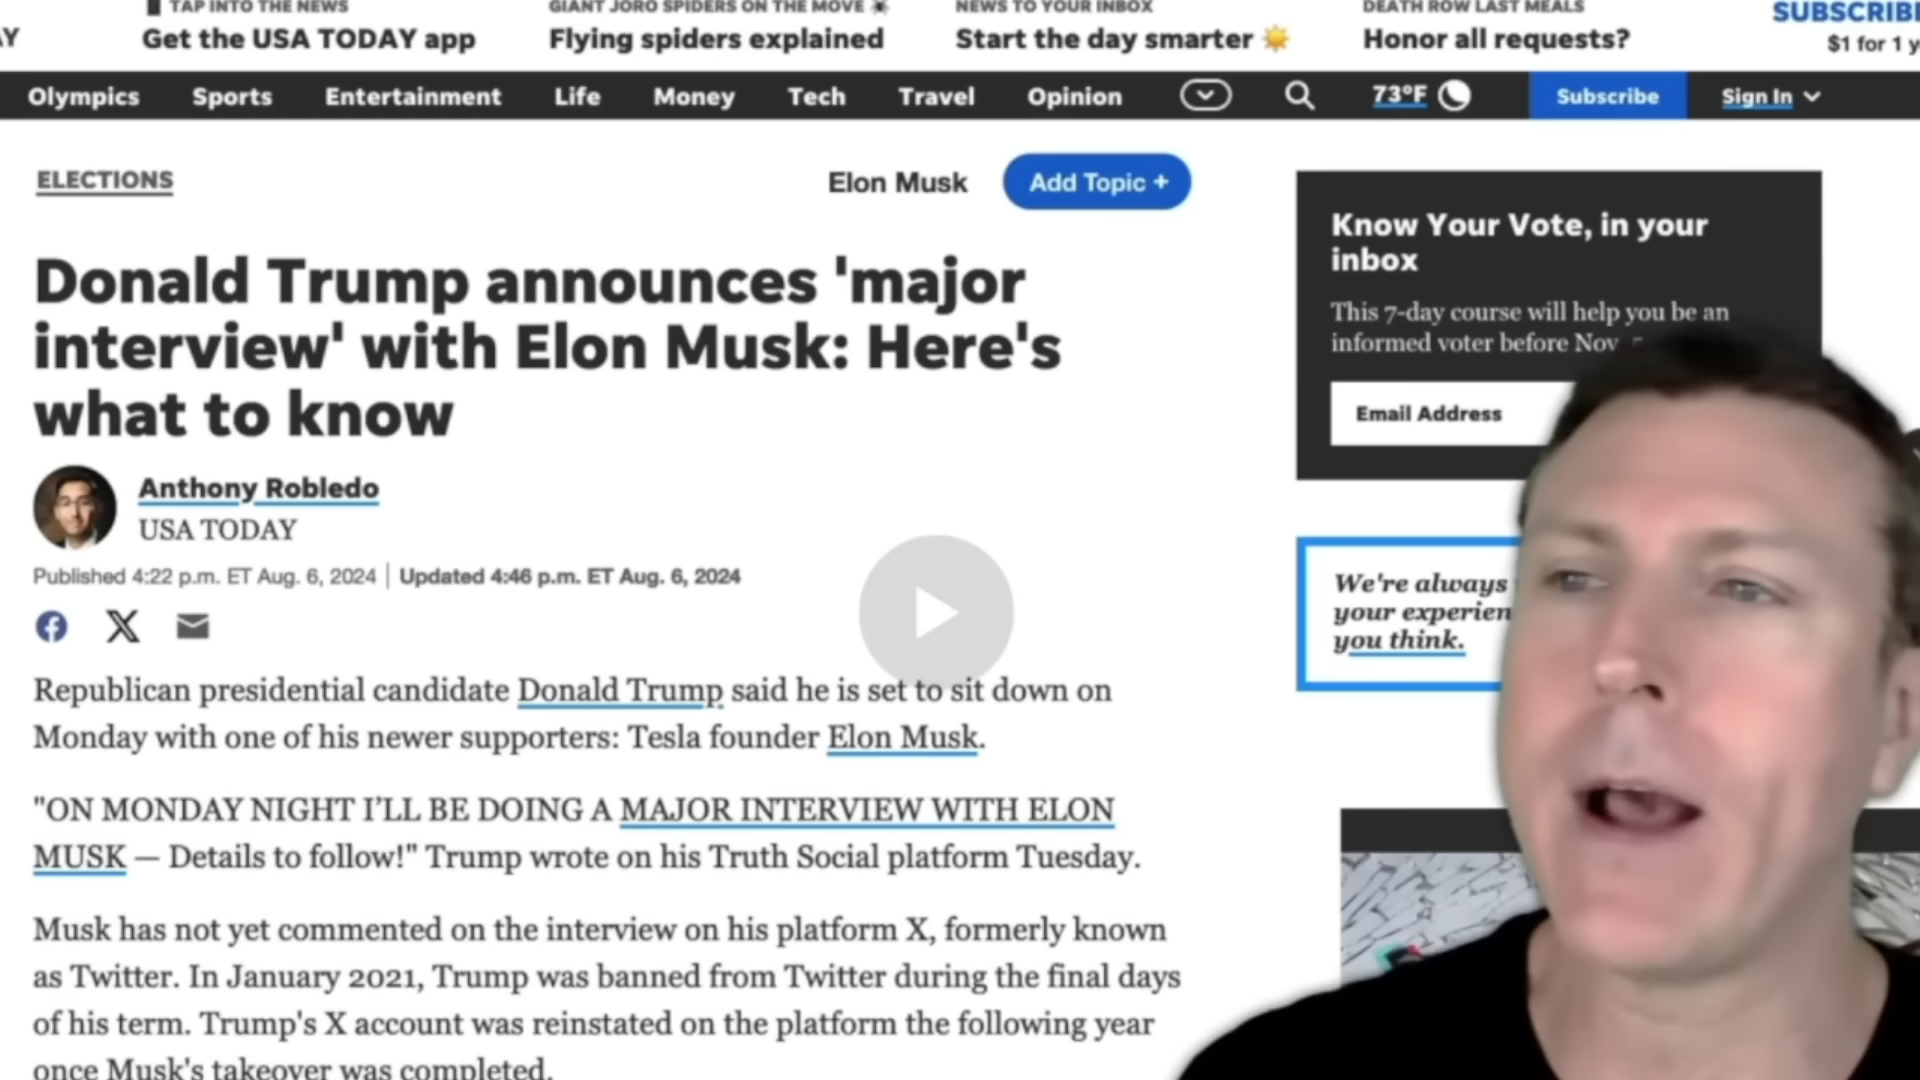 TAP INTO THE NEWS
GIANT JORO SPIDERS ON THE MOVE
NEWS TO YOUR INBOX
DEATH ROW LAST MEALS
SUBSCRIBE
Get the USA TODAY app
Flying spiders explained
Start the day smarter
Honor all requests?
$1 for 1
Olympics
Sports
Entertainment
Life
Money
Tech
Travel
Opinion
73°F
Subscribe
Sign In
ELECTIONS
Elon Musk
Add Topic +
Donald Trump announces 'major
interview' with Elon Musk: Here's
what to know
Anthony Robledo
USA TODAY
Published 4:22 p.m. ET Aug. 6, 2024 | Updated 4:46 p.m. ET Aug. 6, 2024
Republican presidential candidate Donald Trump said he is set to sit down on
Monday with one of his newer supporters: Tesla founder Elon Musk.
"ON MONDAY NIGHT I'LL BE DOING A MAJOR INTERVIEW WITH ELON
MUSK — Details to follow!" Trump wrote on his Truth Social platform Tuesday.
Musk has not yet commented on the interview on his platform X, formerly known
as Twitter. In January 2021, Trump was banned from Twitter during the final days
of his term. Trump's X account was reinstated on the platform the following year
once Musk's takeover was completed.
Know Your Vote, in your
inbox
This 7-day course will help you be an
informed voter before Nov.
Email Address
We're always
your experien
you think.